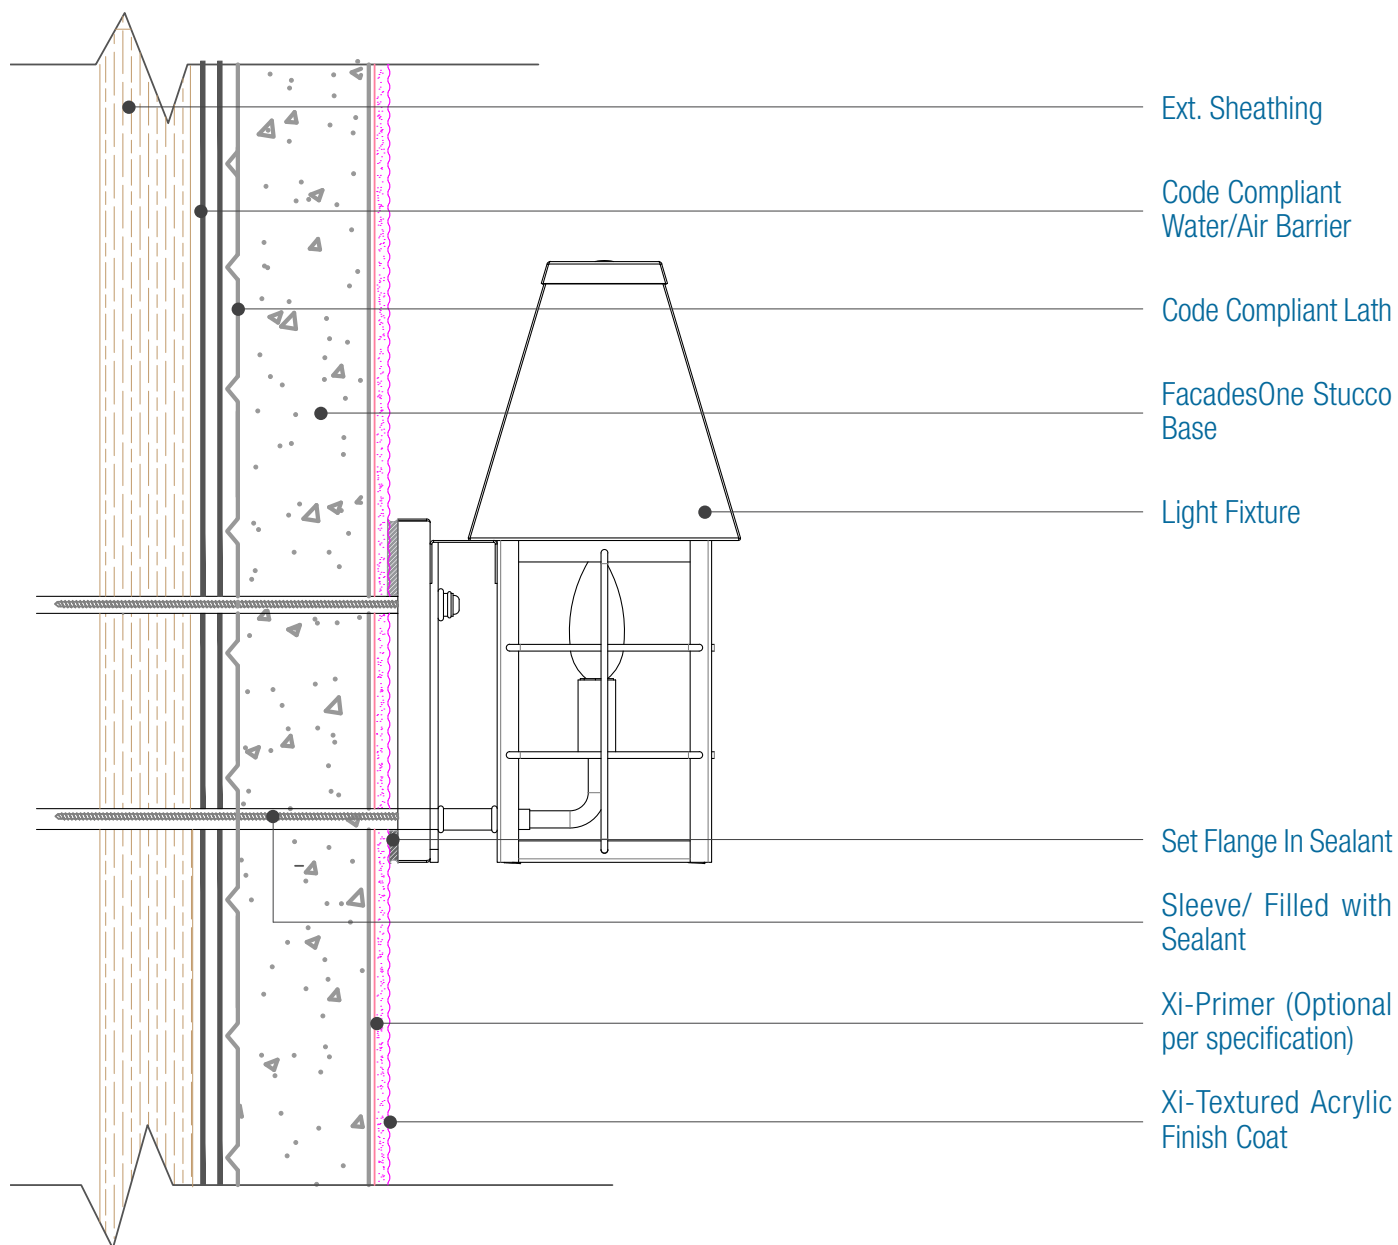 Ext. Sheathing
Code Compliant
Water/Air Barrier
Code Compliant Lath
FacadesOne Stucco
Base
Light Fixture
Set Flange In Sealant
Sleeve/ Filled with
Sealant
Xi-Primer (Optional
per specification)
Xi-Textured Acrylic
Finish Coat